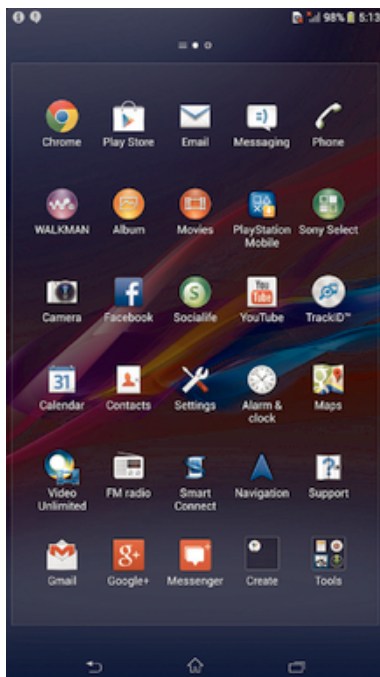 98% 5:13
Chrome Play Store Email Messaging Phone
WALKMAN Album Movies PlayStation Mobile Sony Select
Camera Facebook Socialife YouTube TrackID™
31
Calendar Contacts Settings Alarm & clock Maps
Video Unlimited FM radio Smart Connect Navigation Support
Gmail Google+ Messenger Create Tools